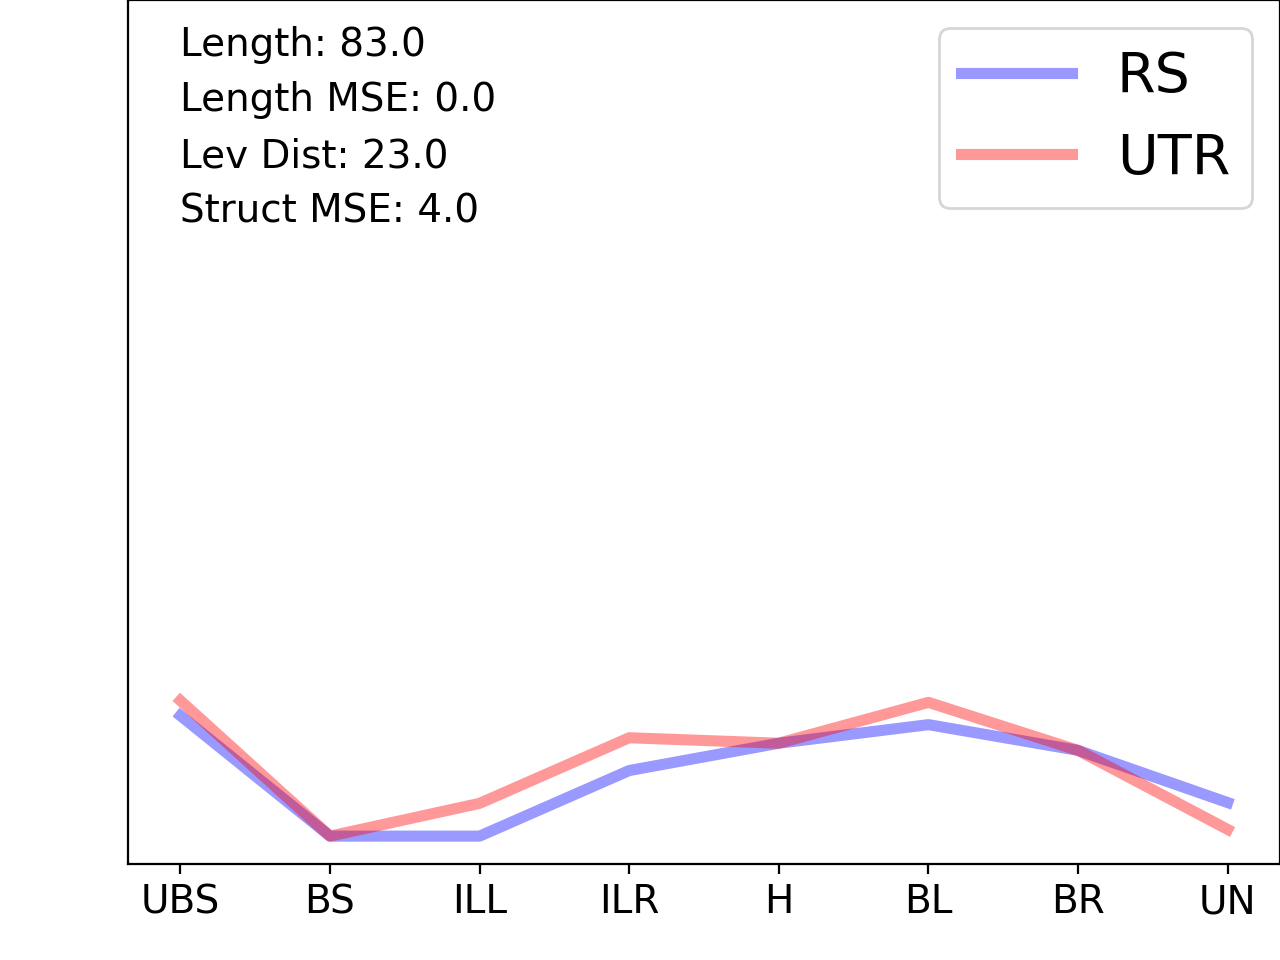 Length: 83.0
Length MSE: 0.0
Lev Dist: 23.0
Struct MSE: 4.0
RS
UTR
UBS BS ILL ILR H BL BR UN